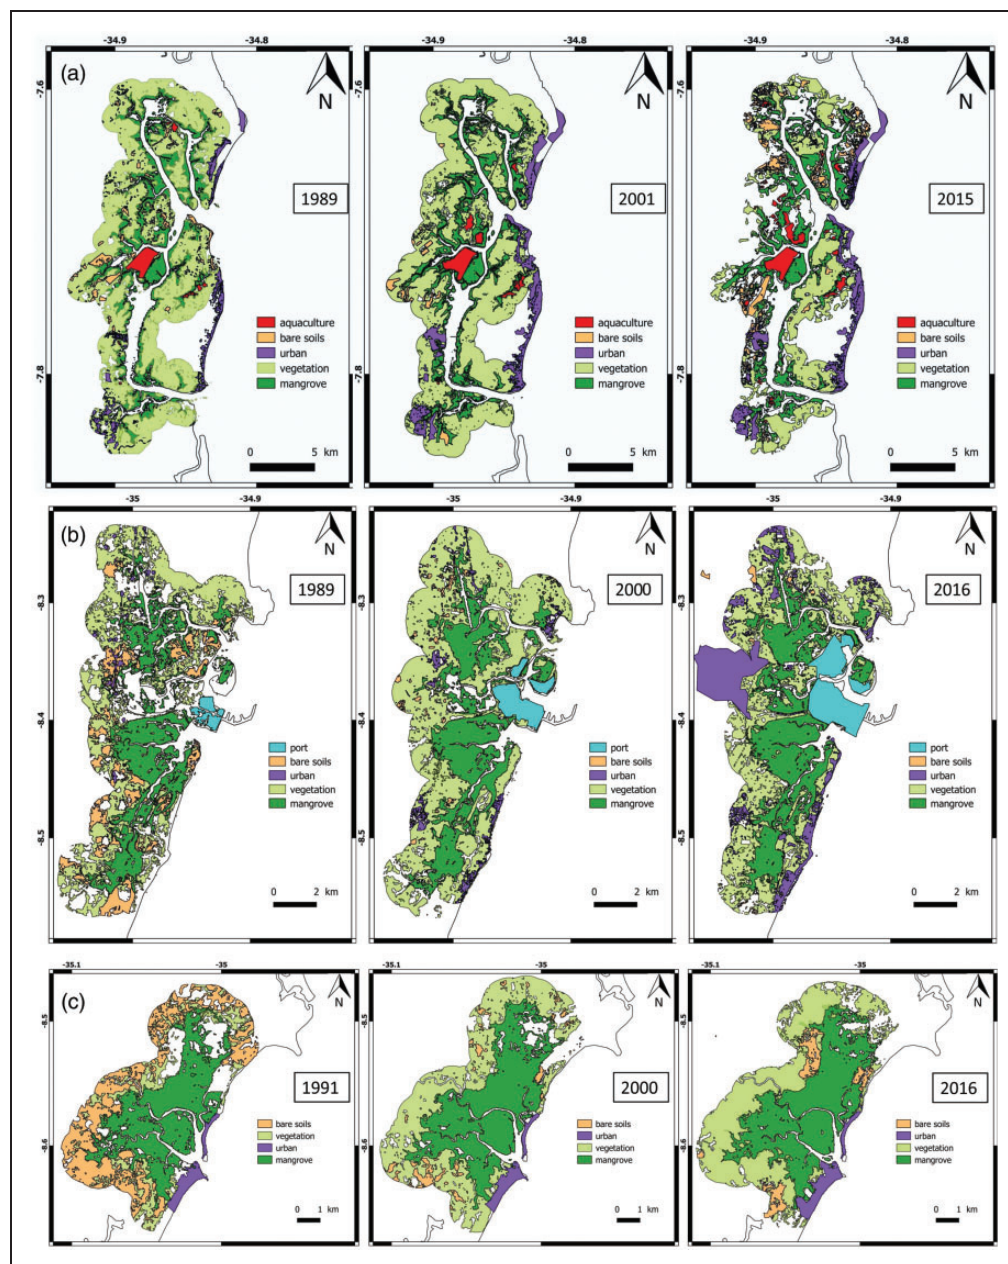 -34.9 -34.8 -34.9 -34.8 -34.9 -34.8
(a)
N N N
-7.6 -7.6 -7.6
1989 2001 2015
aquaculture aquaculture aquaculture
bare soils bare soils bare soils
urban urban urban
vegetation vegetation vegetation
mangrove mangrove mangrove
-7.8 -7.8 -7.8
0 5 km 0 5 km 0 5 km
-35 -34.9 -35 -34.9 -35 -34.9
(b)
N N N
1989 2000 2016
-8.3 -8.3 -8.3
-8.4 -8.4 -8.4
port port port
bare soils bare soils bare soils
urban urban urban
vegetation vegetation vegetation
mangrove mangrove mangrove
-8.5 -8.5 -8.5
0 2 km 0 2 km 0 2 km
-35.1 -35 -35.1 -35 -35.1 -35
(c)
N N N
-8.5 -8.5 -8.5
1991 2000 2016
bare soils bare soils bare soils
vegetation urban urban
urban vegetation vegetation
mangrove mangrove mangrove
-8.6 -8.6 -8.6
0 1 km 0 1 km 0 1 km